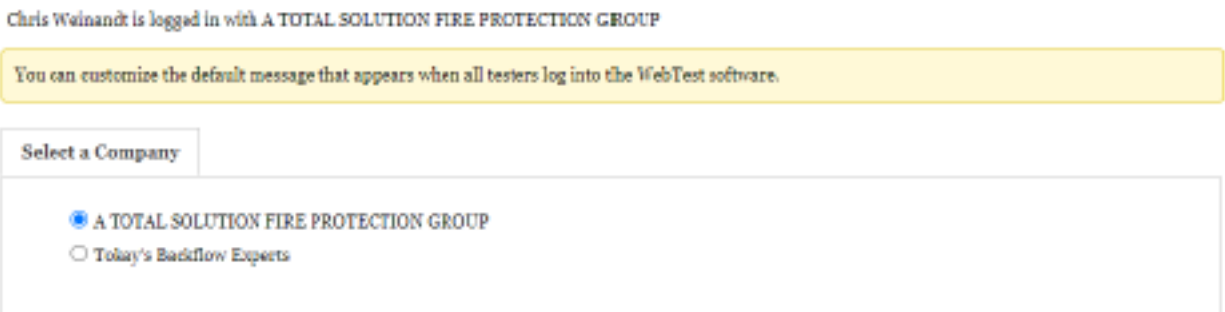 Chris Weinandt is logged in with A TOTAL SOLUTION FIRE PROTECTION GROUP
You can customize the default message that appears when all testers log into the WebTest software.
Select a Company
A TOTAL SOLUTION FIRE PROTECTION GROUP
Tokay's Backflow Experts